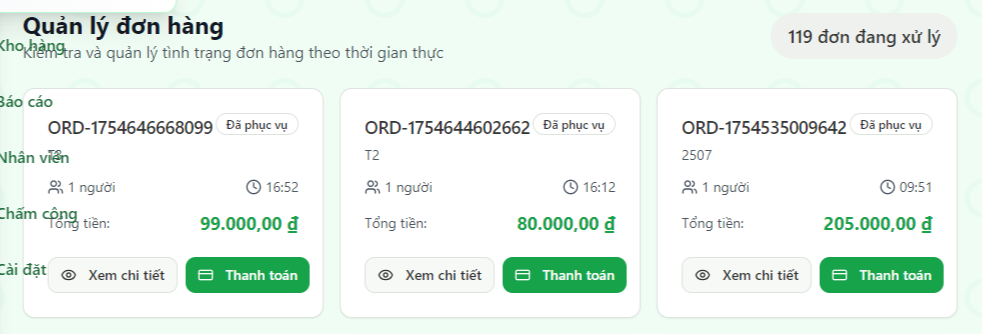 Quản lý đơn hàng
Kiểm tra và quản lý tình trạng đơn hàng theo thời gian thực
119 đơn đang xử lý
Kho hàng
Báo cáo
Nhân viên
Chấm công
Cài đặt
ORD-1754646668099 Đã phục vụ
T3
1 người 16:52
Tổng tiền: 99.000,00 ₫
Xem chi tiết Thanh toán
ORD-1754644602662 Đã phục vụ
T2
1 người 16:12
Tổng tiền: 80.000,00 ₫
Xem chi tiết Thanh toán
ORD-1754535009642 Đã phục vụ
2507
1 người 09:51
Tổng tiền: 205.000,00 ₫
Xem chi tiết Thanh toán